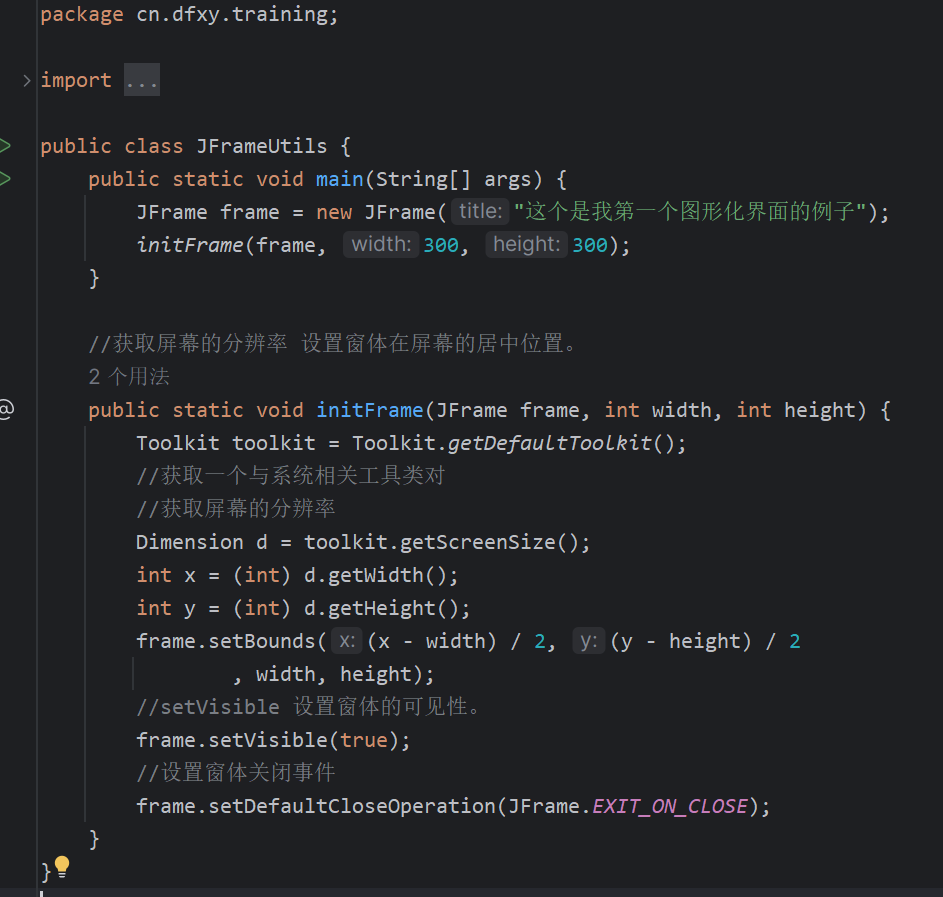 package cn.dfxy.training;
import ...
public class JFrameUtils {
public static void main(String[] args) {
JFrame frame = new JFrame( title: "这个是我第一个图形化界面的例子");
initFrame(frame, width: 300, height: 300);
}
//获取屏幕的分辨率 设置窗体在屏幕的居中位置。
2 个用法
@
public static void initFrame(JFrame frame, int width, int height) {
Toolkit toolkit = Toolkit.getDefaultToolkit();
//获取一个与系统相关工具类对
//获取屏幕的分辨率
Dimension d = toolkit.getScreenSize();
int x = (int) d.getWidth();
int y = (int) d.getHeight();
frame.setBounds( x: (x - width) / 2, y: (y - height) / 2
, width, height);
//setVisible 设置窗体的可见性。
frame.setVisible(true);
//设置窗体关闭事件
frame.setDefaultCloseOperation(JFrame.EXIT_ON_CLOSE);
}
}